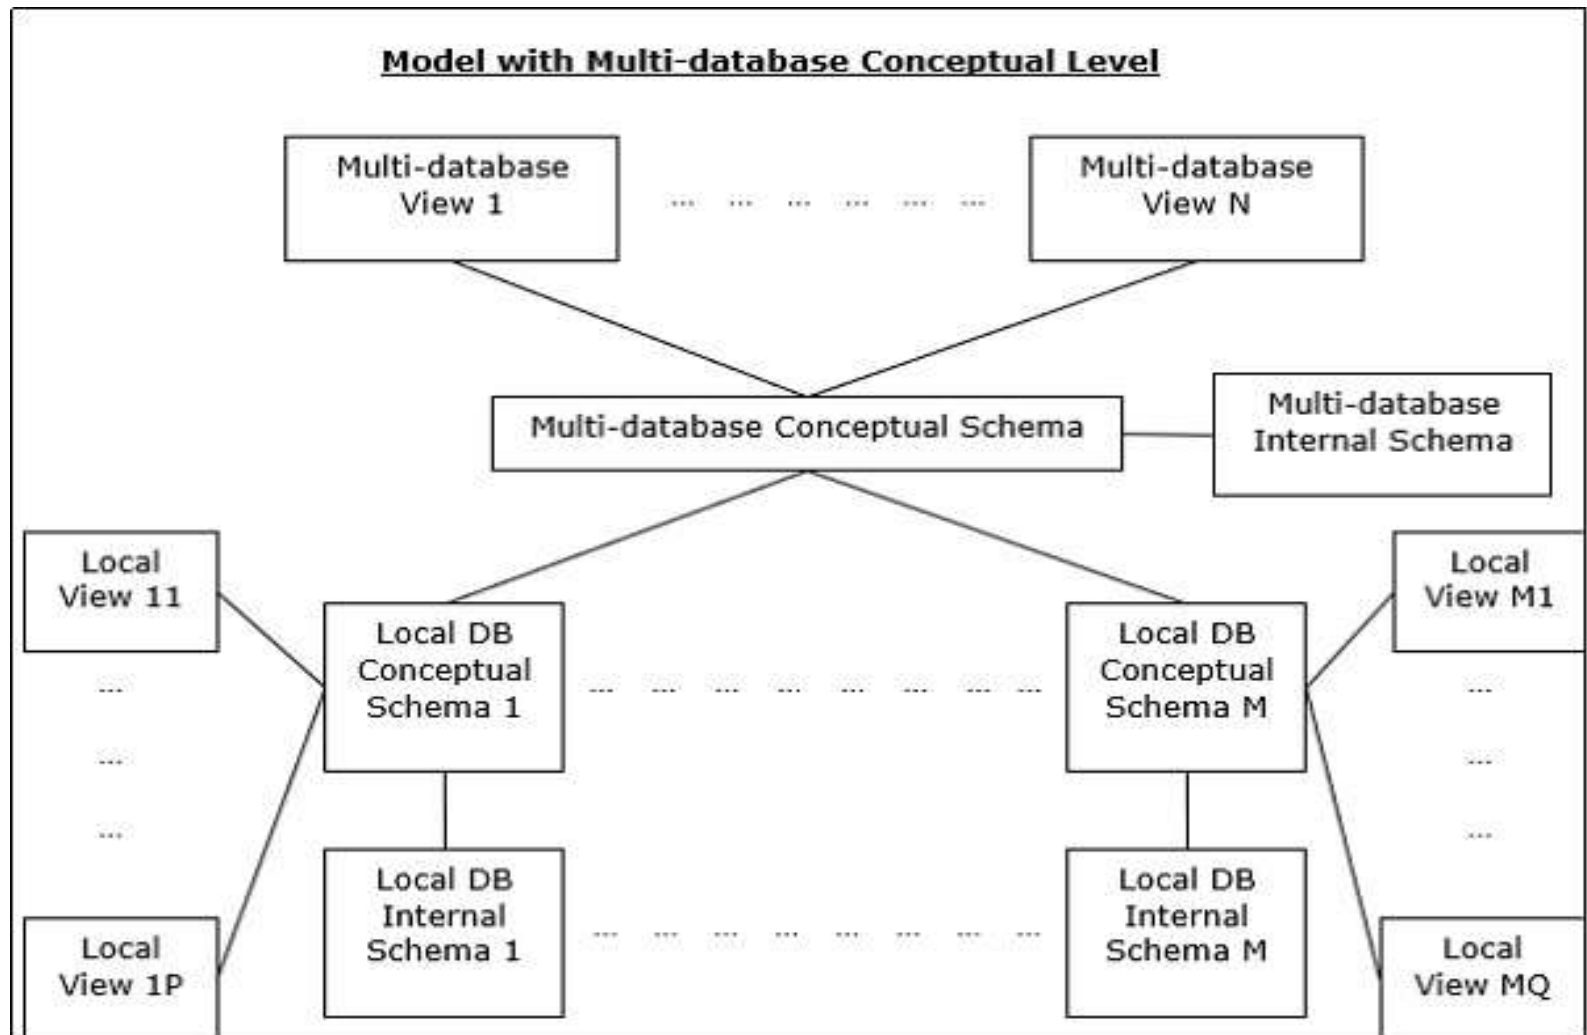 Model with Multi-database Conceptual Level
Multi-database
View 1
... ... ... ... ... ...
Multi-database
View N
Multi-database Conceptual Schema
Multi-database
Internal Schema
Local
View 11
Local DB
Conceptual
Schema 1
... ... ... ... ... ... ... ...
Local DB
Conceptual
Schema M
Local
View M1
...
...
...
...
...
...
Local
View 1P
Local DB
Internal
Schema 1
... ... ... ... ... ... ... ...
Local DB
Internal
Schema M
Local
View MQ